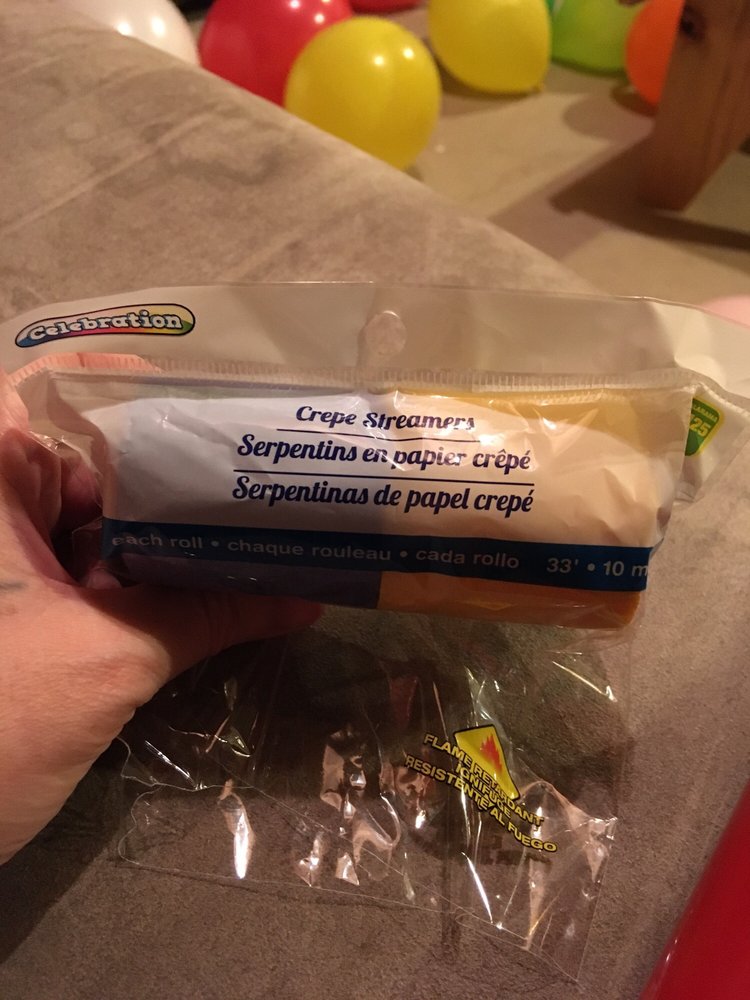 Celebration
Crepe Streamers
Serpentins en papier crêpé
Serpentinas de papel crepé
each roll • chaque rouleau • cada rollo 33' • 10 m
25
FLAME RETARDANT
IGNIFUGE
RESISTENTE AL FUEGO